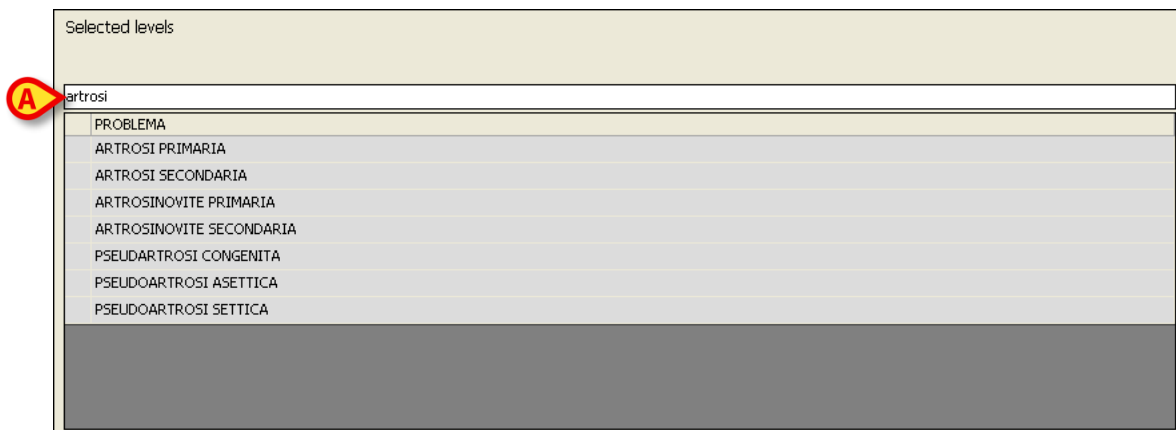 Selected levels
A
artrosi
PROBLEMA
ARTROSI PRIMARIA
ARTROSI SECONDARIA
ARTROSINOVITE PRIMARIA
ARTROSINOVITE SECONDARIA
PSEUDARTROSI CONGENITA
PSEUDOARTROSI ASETTICA
PSEUDOARTROSI SETTICA